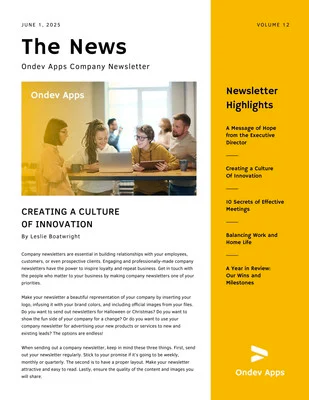 JUNE 1, 2025
VOLUME 12
The News
Ondev Apps Company Newsletter
Ondev Apps
CREATING A CULTURE
OF INNOVATION
By Leslie Boatwright
Company newsletters are essential in building relationships with your employees,
customers, or even prospective clients. Engaging and professionally-made company
newsletters have the power to inspire loyalty and repeat business. Get in touch with
the people who matter to your business by making company newsletters one of your
priorities.
Make your newsletter a beautiful representation of your company by inserting your
logo, infusing it with your brand colors, and including official images from your files.
Do you want to send out newsletters for Halloween or Christmas? Do you want to
show the fun side of your company for a change? Or do you want to use your
company newsletter for advertising your new products or services to new and
existing leads? The options are endless!
When sending out a company newsletter, keep in mind these three things. First, send
out your newsletter regularly. Stick to your promise if it's going to be weekly,
monthly or quarterly. The second is to have a proper layout. Make your newsletter
attractive and easy to read. Lastly, ensure the quality of the content and images you
will share.
Newsletter
Highlights
A Message of Hope
from the Executive
Director
Creating a Culture
Of Innovation
10 Secrets of Effective
Meetings
Balancing Work and
Home Life
A Year in Review:
Our Wins and
Milestones
Ondev Apps